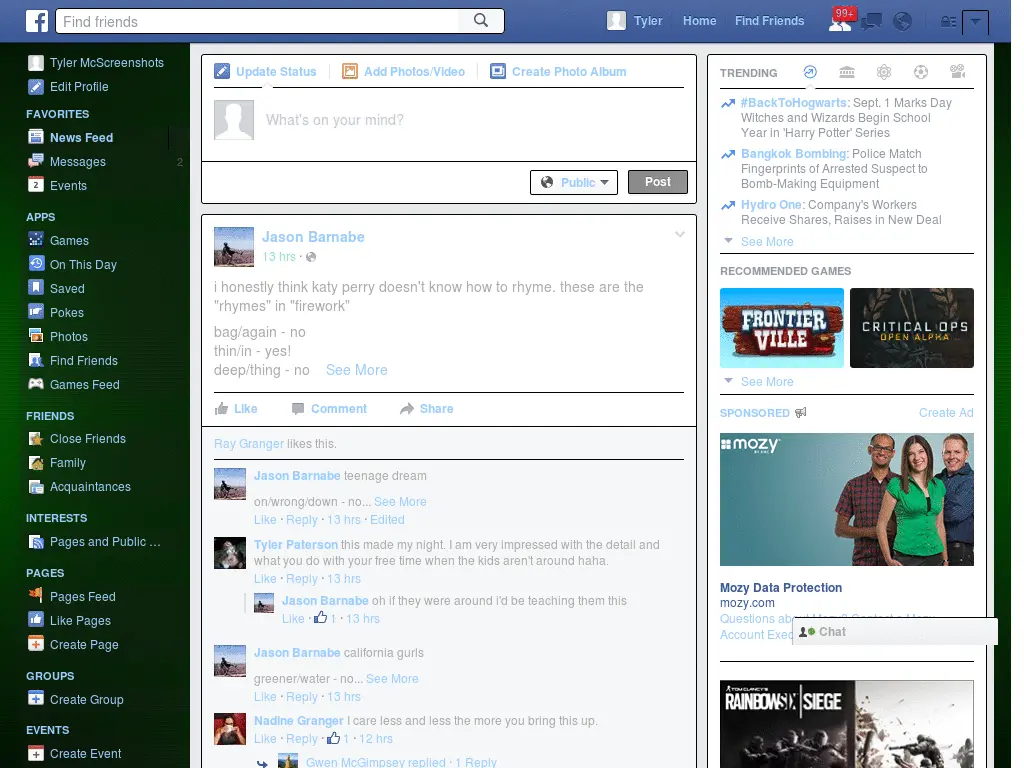 Find friends
Tyler
Home
Find Friends
99+
Tyler McScreenshots
Edit Profile
FAVORITES
News Feed
Messages 2
Events
APPS
Games
On This Day
Saved
Pokes
Photos
Find Friends
Games Feed
FRIENDS
Close Friends
Family
Acquaintances
INTERESTS
Pages and Public ...
PAGES
Pages Feed
Like Pages
Create Page
GROUPS
Create Group
EVENTS
Create Event
Update Status
Add Photos/Video
Create Photo Album
What's on your mind?
Public
Post
Jason Barnabe
13 hrs ·
i honestly think katy perry doesn't know how to rhyme. these are the
"rhymes" in "firework"
bag/again - no
thin/in - yes!
deep/thing - no See More
Like Comment Share
Ray Granger likes this.
Jason Barnabe teenage dream
on/wrong/down - no... See More
Like · Reply · 13 hrs · Edited
Tyler Paterson this made my night. I am very impressed with the detail and
what you do with your free time when the kids aren't around haha.
Like · Reply · 13 hrs
Jason Barnabe oh if they were around i'd be teaching them this
Like · 1 · 13 hrs
Jason Barnabe california gurls
greener/water - no... See More
Like · Reply · 13 hrs
Nadine Granger I care less and less the more you bring this up.
Like · Reply · 1 · 12 hrs
Gwen McGimpsey replied · 1 Reply
TRENDING
#BackToHogwarts: Sept. 1 Marks Day
Witches and Wizards Begin School
Year in 'Harry Potter' Series
Bangkok Bombing: Police Match
Fingerprints of Arrested Suspect to
Bomb-Making Equipment
Hydro One: Company's Workers
Receive Shares, Raises in New Deal
See More
RECOMMENDED GAMES
FRONTIER
VILLE
CRITICAL OPS
OPEN ALPHA
See More
SPONSORED
Create Ad
mozy
Mozy Data Protection
mozy.com
Questions about
Account Exec
Chat
TOM CLANCY'S
RAINBOW SIX SIEGE